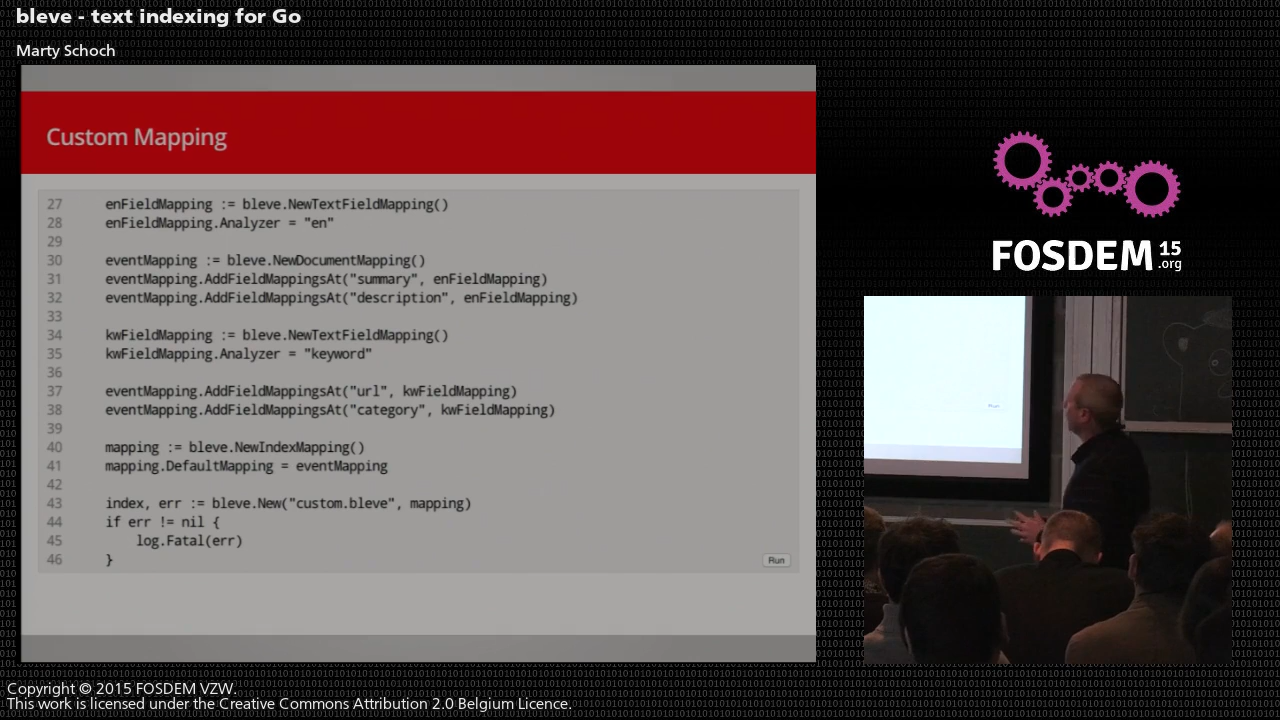 bleve - text indexing for Go
Marty Schoch
Custom Mapping
27 enFieldMapping := bleve.NewTextFieldMapping()
28 enFieldMapping.Analyzer = "en"
29
30 eventMapping := bleve.NewDocumentMapping()
31 eventMapping.AddFieldMappingsAt("summary", enFieldMapping)
32 eventMapping.AddFieldMappingsAt("description", enFieldMapping)
33
34 kwFieldMapping := bleve.NewTextFieldMapping()
35 kwFieldMapping.Analyzer = "keyword"
36
37 eventMapping.AddFieldMappingsAt("url", kwFieldMapping)
38 eventMapping.AddFieldMappingsAt("category", kwFieldMapping)
39
40 mapping := bleve.NewIndexMapping()
41 mapping.DefaultMapping = eventMapping
42
43 index, err := bleve.New("custom.bleve", mapping)
44 if err != nil {
45 log.Fatal(err)
46 }
Run
FOSDEM 15
.org
Run
Copyright © 2015 FOSDEM VZW.
This work is licensed under the Creative Commons Attribution 2.0 Belgium Licence.